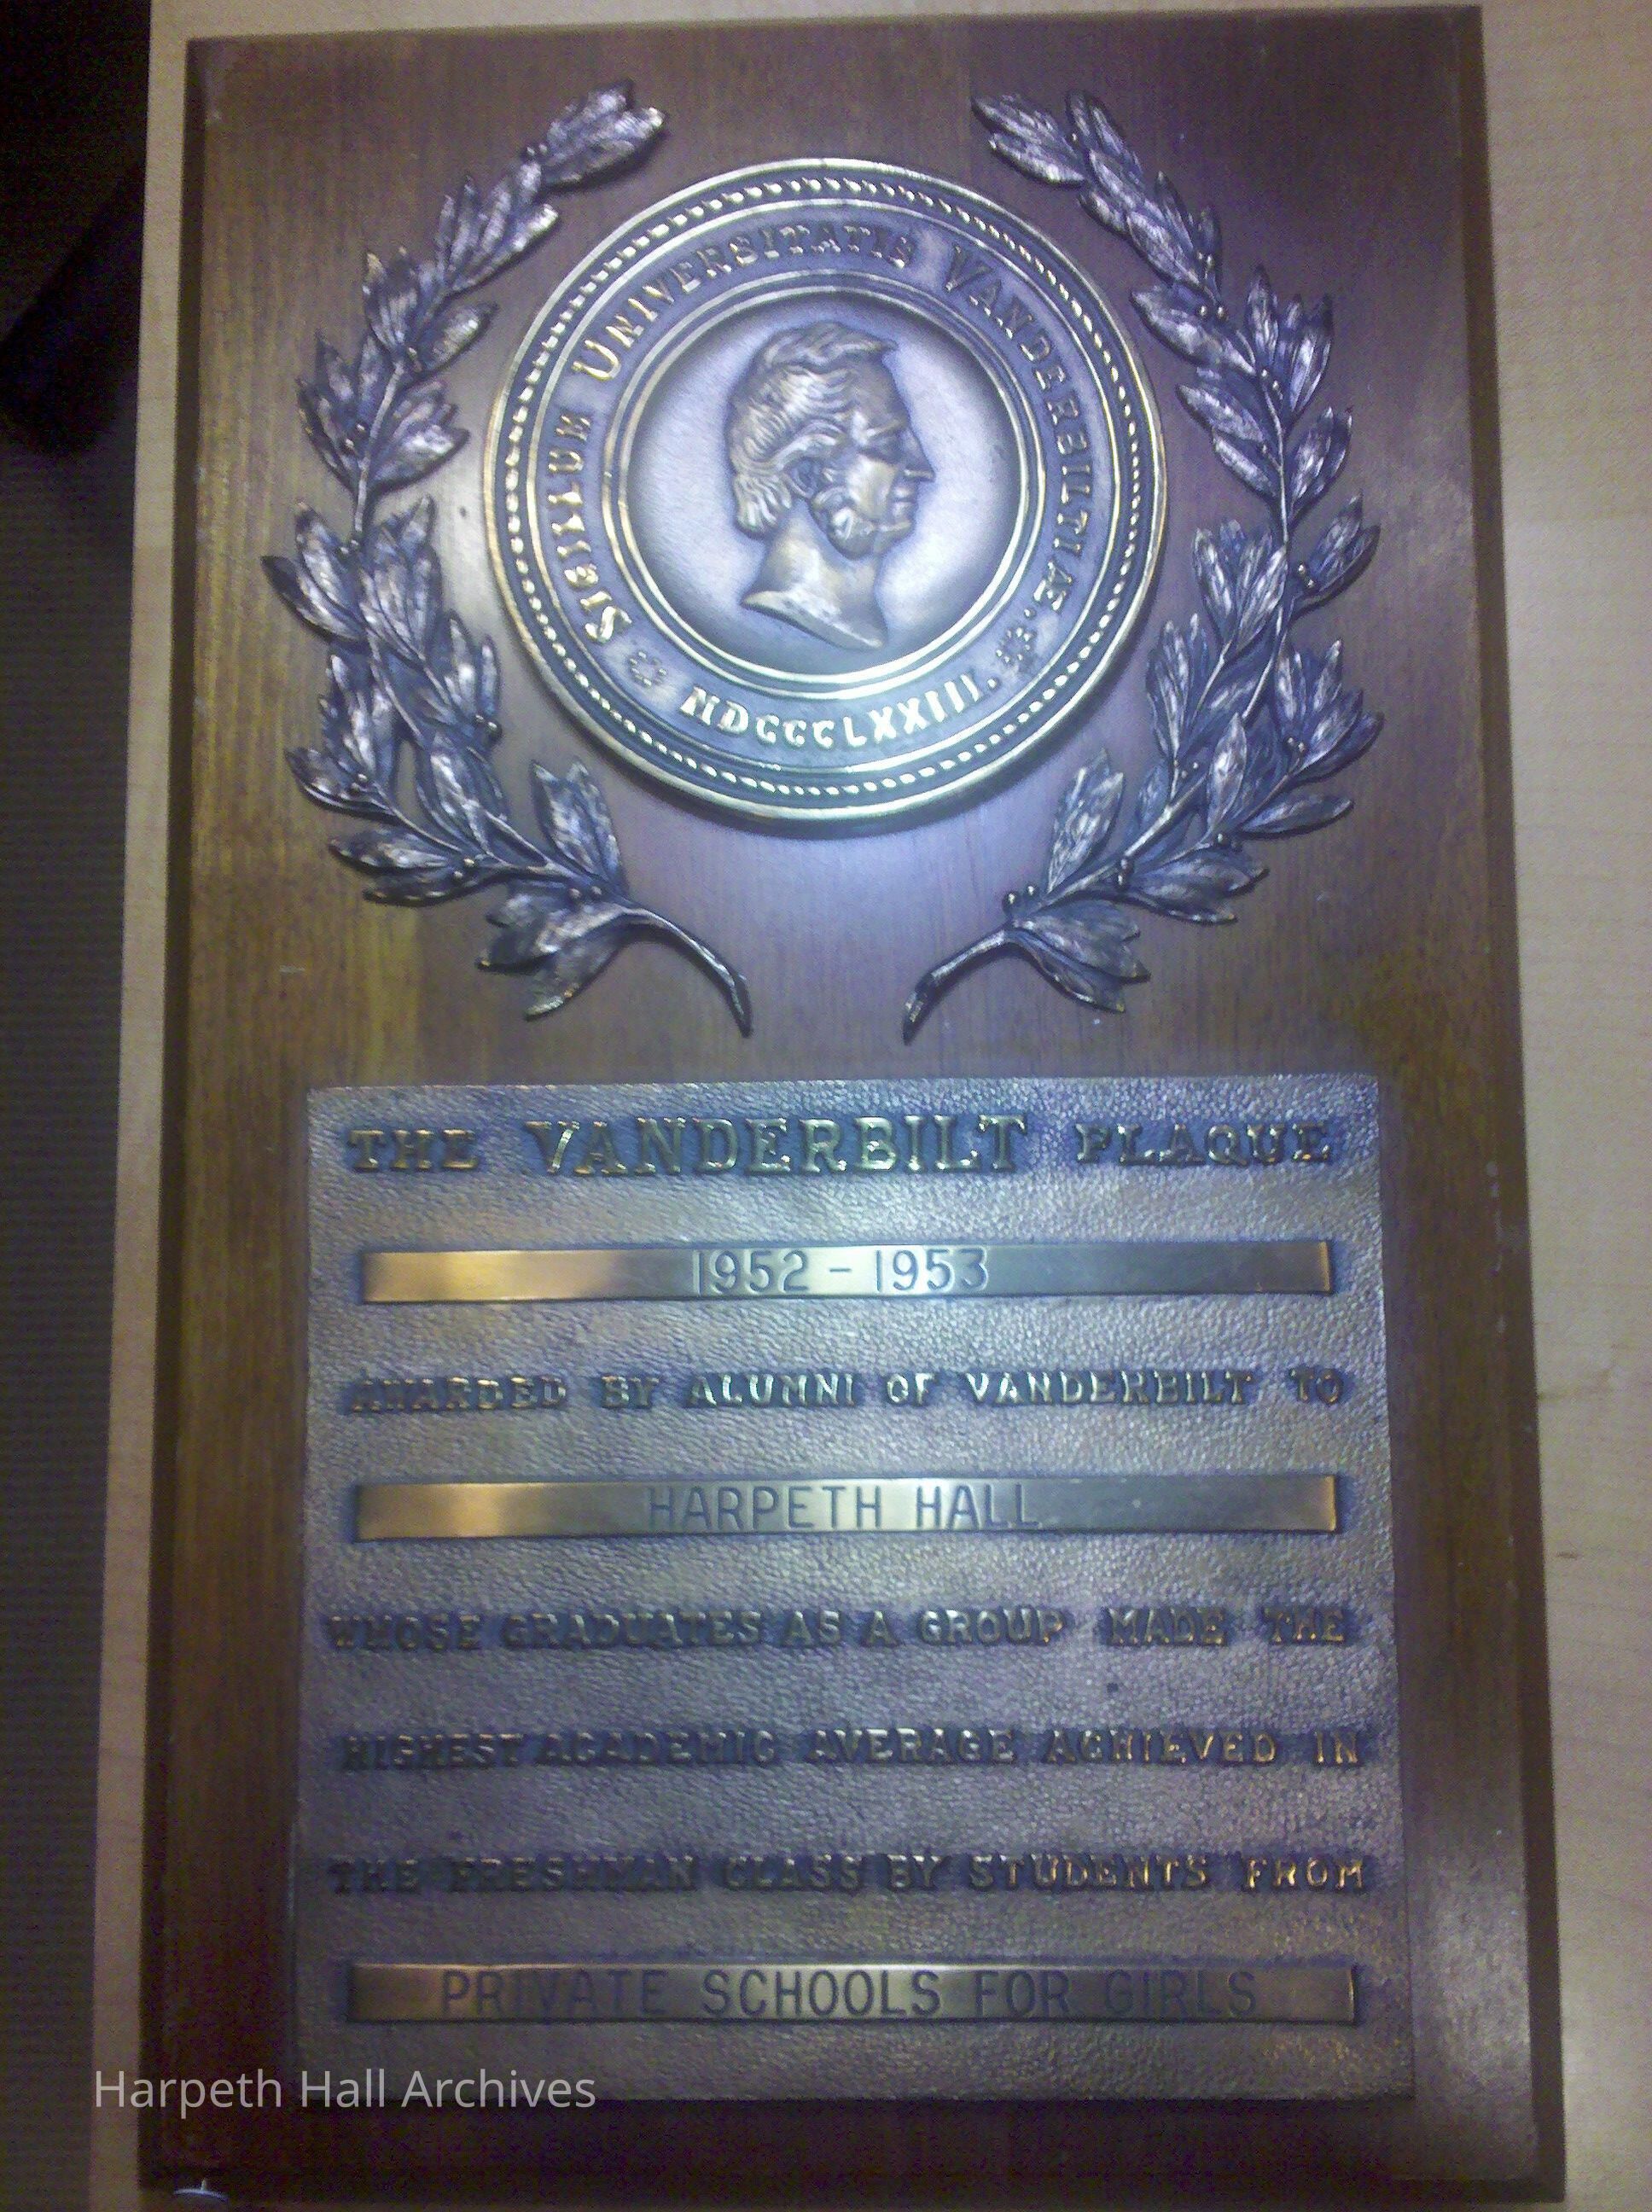 SIGILLUM UNIVERSITATIS VANDERBILTIAE.
MDCCCLXXIII.
THE VANDERBILT PLAQUE
1952 - 1953
AWARDED BY ALUMNI OF VANDERBILT TO
HARPETH HALL
WHOSE GRADUATES AS A GROUP MADE THE
HIGHEST ACADEMIC AVERAGE ACHIEVED IN
THE FRESHMAN CLASS BY STUDENTS FROM
PRIVATE SCHOOLS FOR GIRLS
Harpeth Hall Archives